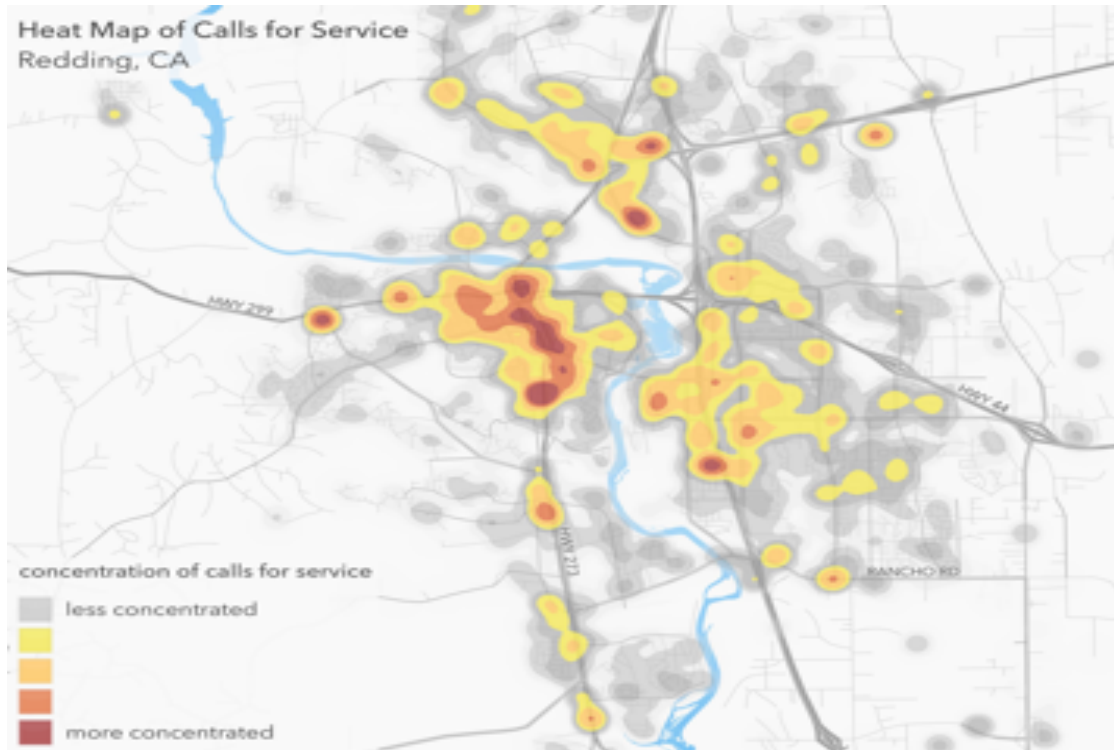 Heat Map of Calls for Service
Redding, CA
HWY 299
HWY 44
HWY 273
RANCHO RD
concentration of calls for service
less concentrated
more concentrated